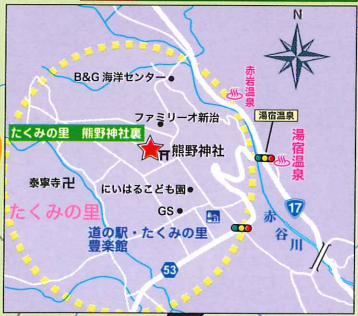 N
B&G 海洋センター
赤岩温泉
湯宿温泉
ファミリーオ新治
たくみの里 熊野神社裏
熊野神社
湯宿温泉
泰寧寺
にいはるこども園
たくみの里
GS
17
道の駅・たくみの里
豊楽館
赤谷川
53